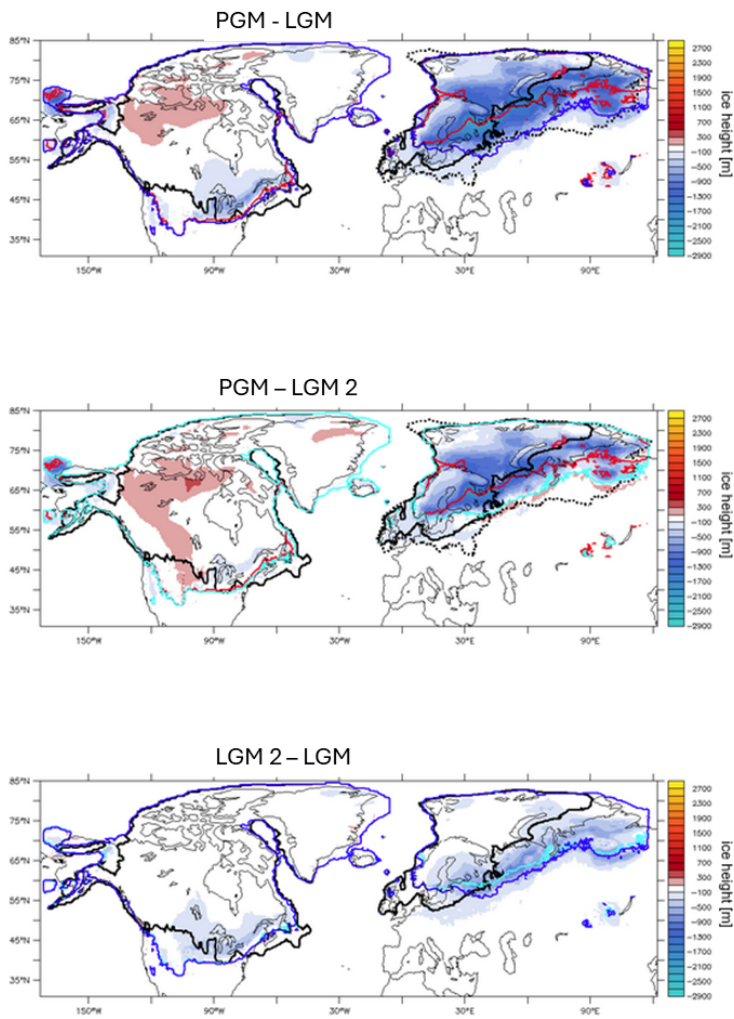 PGM - LGM
85°N
75°N
65°N
55°N
45°N
35°N
150°W
90°W
30°W
30°E
90°E
2700
2300
1900
1500
1100
700
300
-100
-500
-900
-1300
-1700
-2100
-2500
-2900
ice height [m]
PGM – LGM 2
85°N
75°N
65°N
55°N
45°N
35°N
150°W
90°W
30°W
30°E
90°E
2700
2300
1900
1500
1100
700
300
-100
-500
-900
-1300
-1700
-2100
-2500
-2900
ice height [m]
LGM 2 – LGM
85°N
75°N
65°N
55°N
45°N
35°N
150°W
90°W
30°W
30°E
90°E
2700
2300
1900
1500
1100
700
300
-100
-500
-900
-1300
-1700
-2100
-2500
-2900
ice height [m]